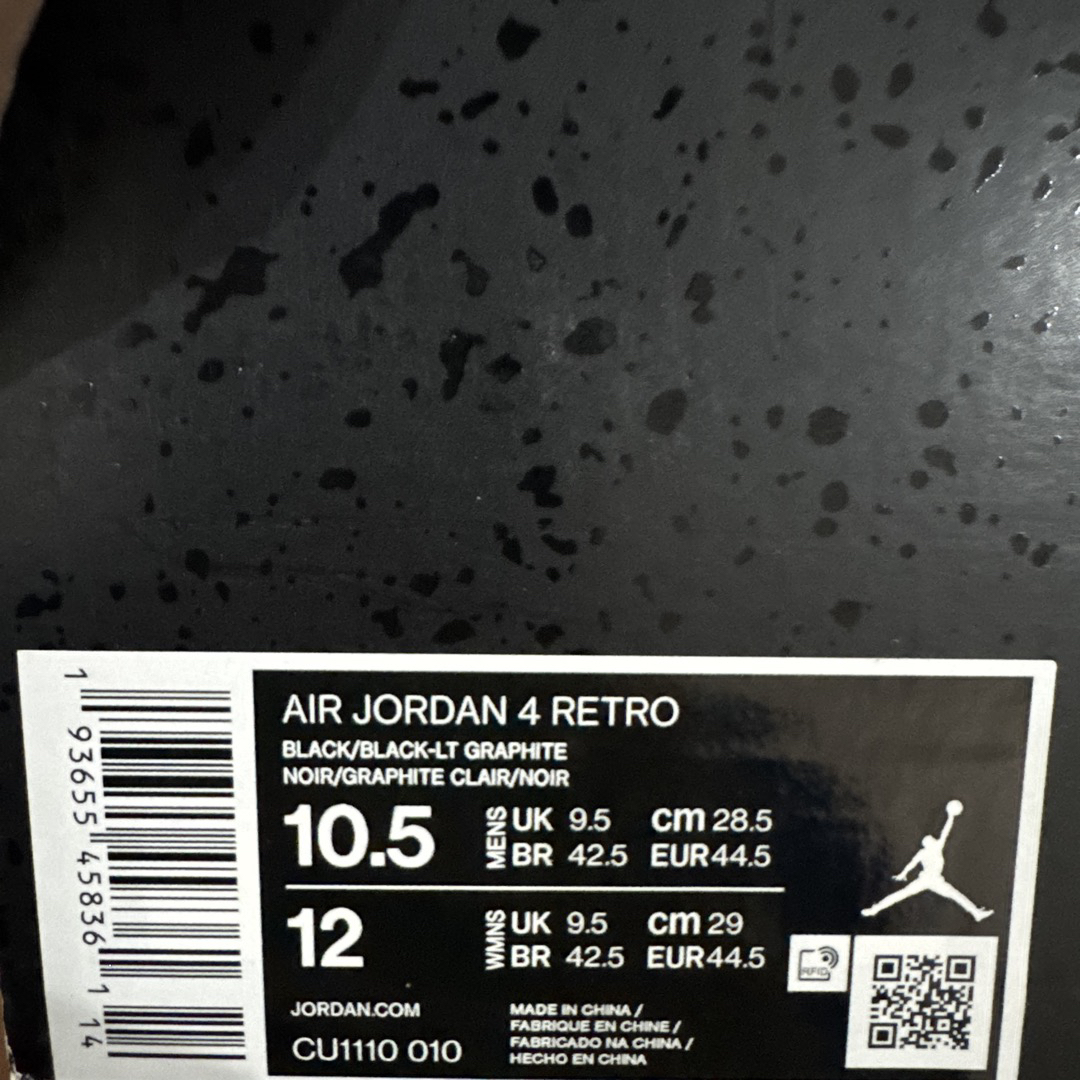 AIR JORDAN 4 RETRO
BLACK/BLACK-LT GRAPHITE
NOIR/GRAPHITE CLAIR/NOIR
10.5 MENS UK 9.5 cm 28.5
BR 42.5 EUR 44.5
12 WMNS UK 9.5 cm 29
BR 42.5 EUR 44.5
RFID
JORDAN.COM
CU1110 010
MADE IN CHINA /
FABRIQUE EN CHINE /
FABRICADO NA CHINA /
HECHO EN CHINA
1 93655 45836 1 14